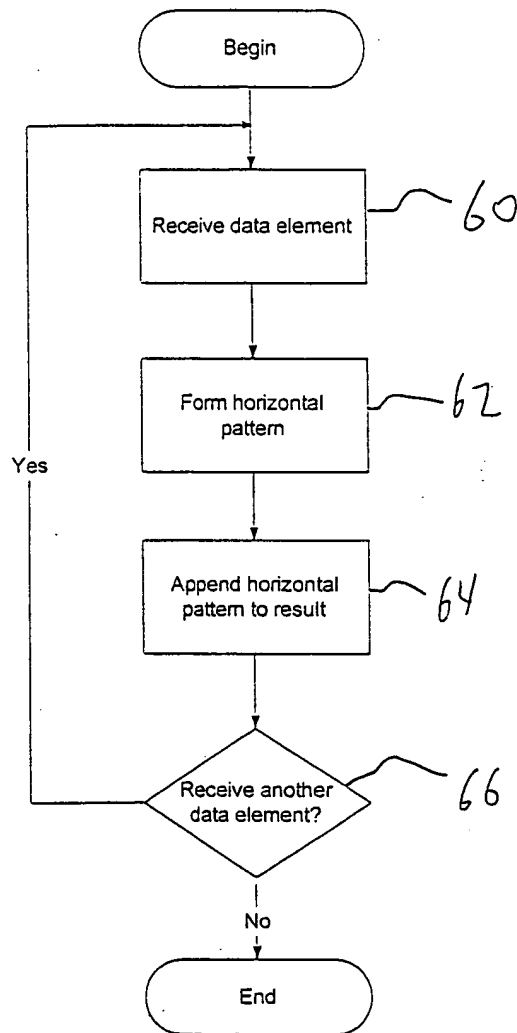 Begin
Receive data element
60
Form horizontal
pattern
62
Yes
Append horizontal
pattern to result
64
Receive another
data element?
66
No
End